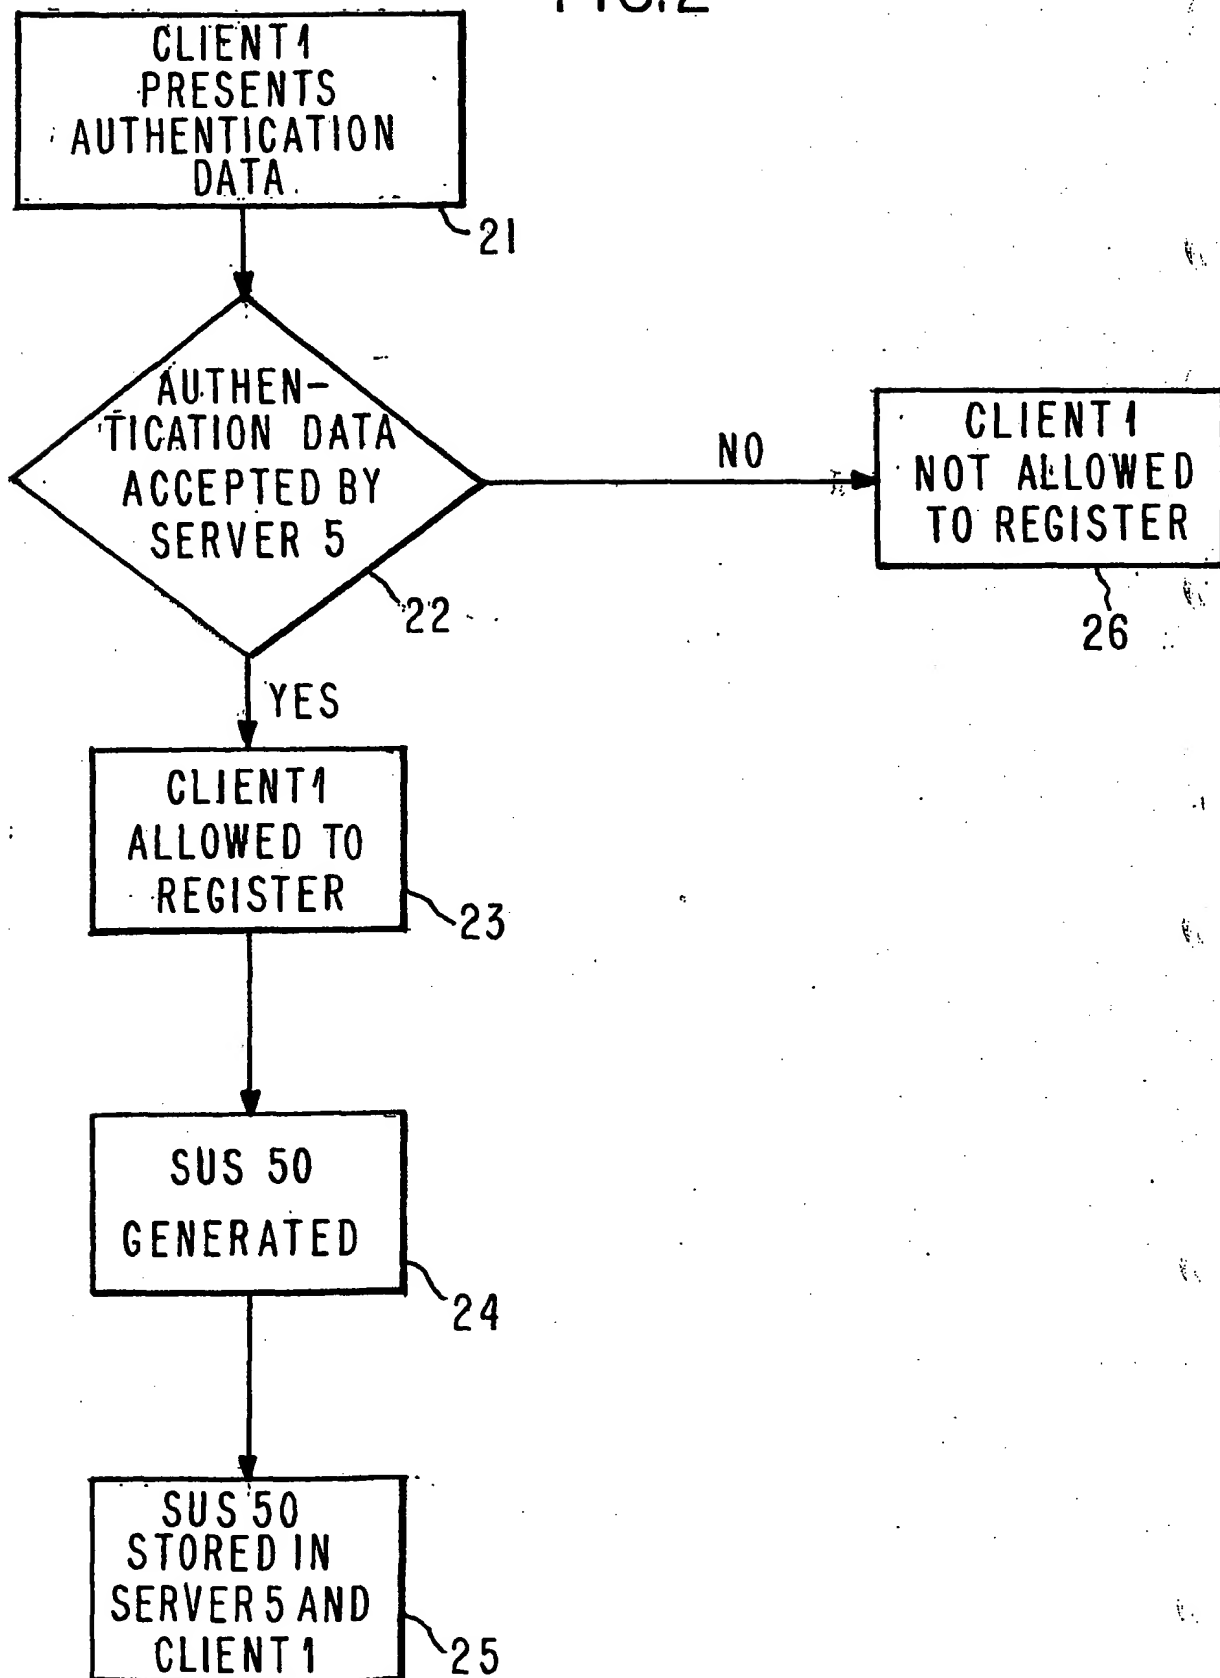 FIG.2
CLIENT 1
PRESENTS
AUTHENTICATION
DATA.
21
AUTHEN-
TICATION DATA
ACCEPTED BY
SERVER 5
22
NO
CLIENT 1
NOT ALLOWED
TO REGISTER
26
YES
CLIENT 1
ALLOWED TO
REGISTER
23
SUS 50
GENERATED
24
SUS 50
STORED IN
SERVER 5 AND
CLIENT 1
25